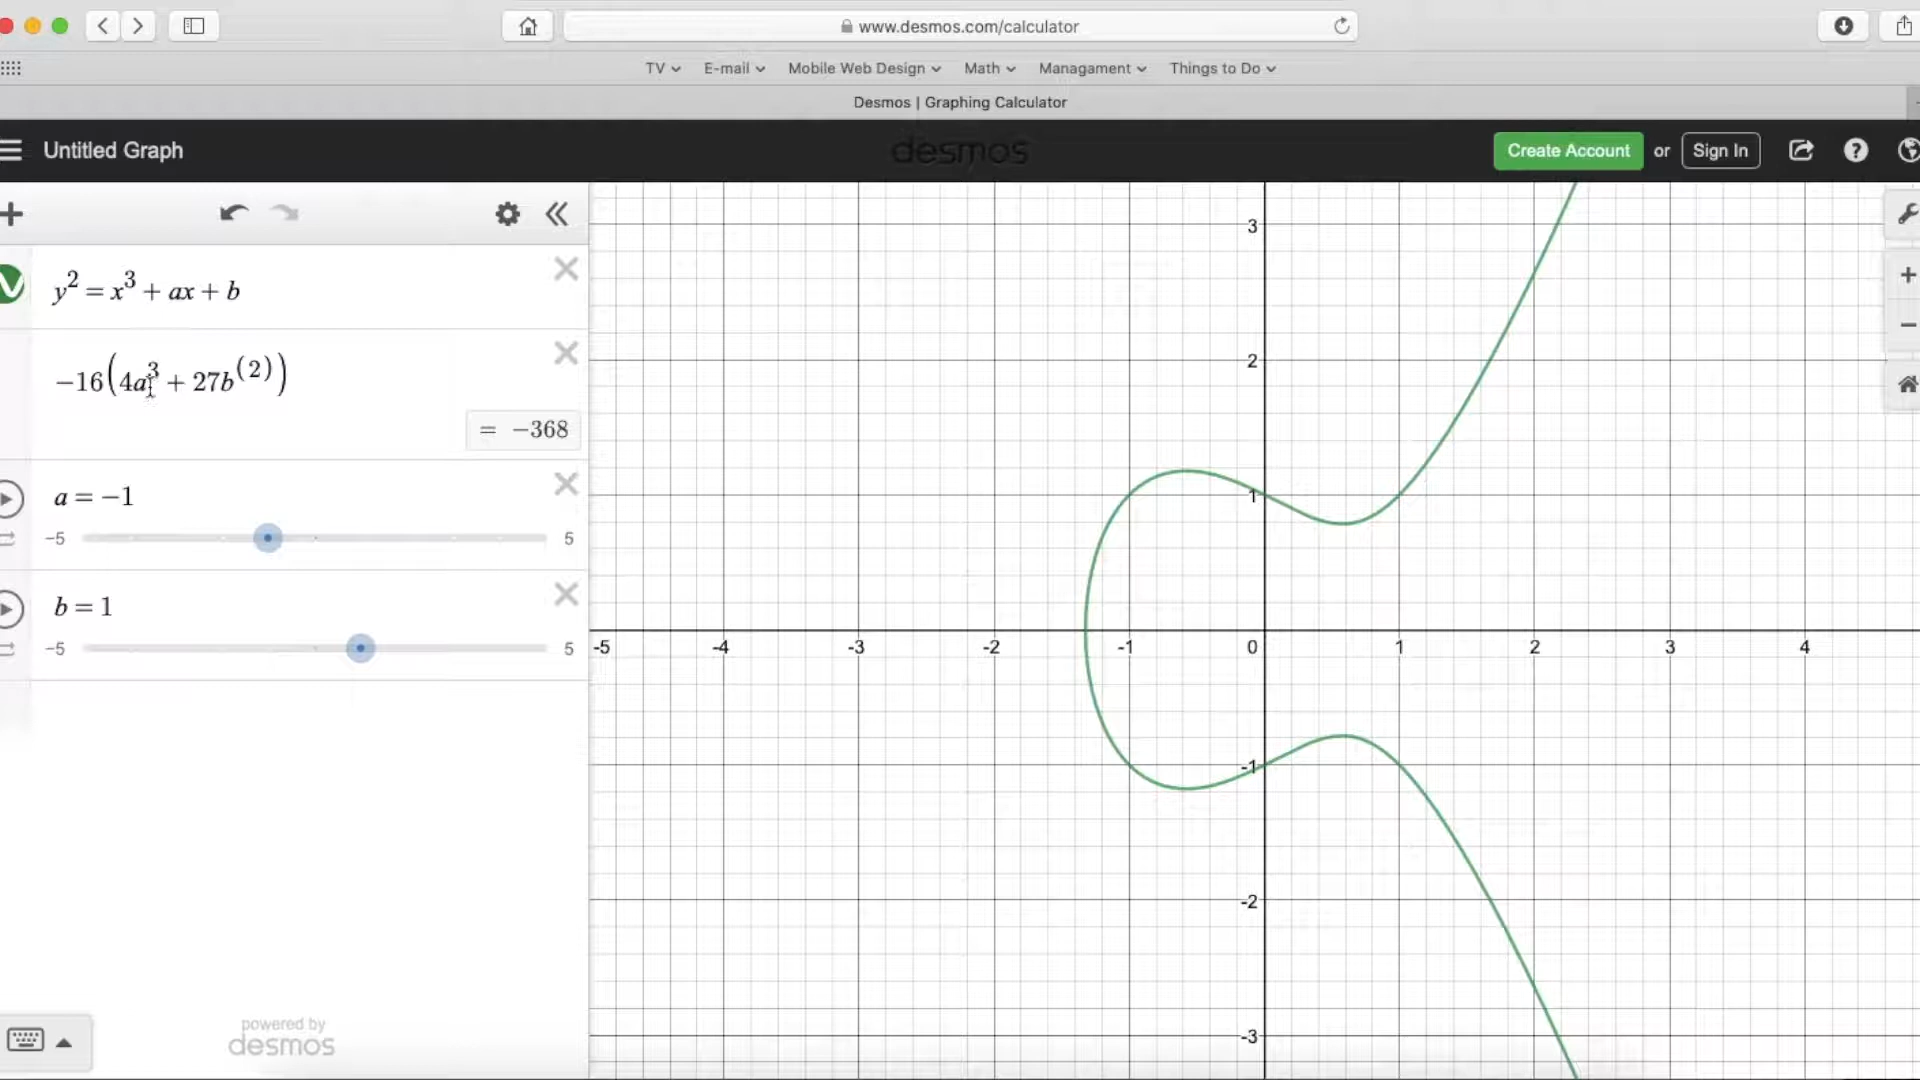 www.desmos.com/calculator
TV E-mail Mobile Web Design Math Managament Things to Do
Desmos | Graphing Calculator
Untitled Graph
desmos
Create Account or Sign In
y² = x³ + ax + b
−16(4a³ + 27b⁽²⁾)
= −368
a = −1
−5 5
b = 1
−5 5
powered by
desmos
3
2
1
-5 -4 -3 -2 -1 0 1 2 3 4
-1
-2
-3